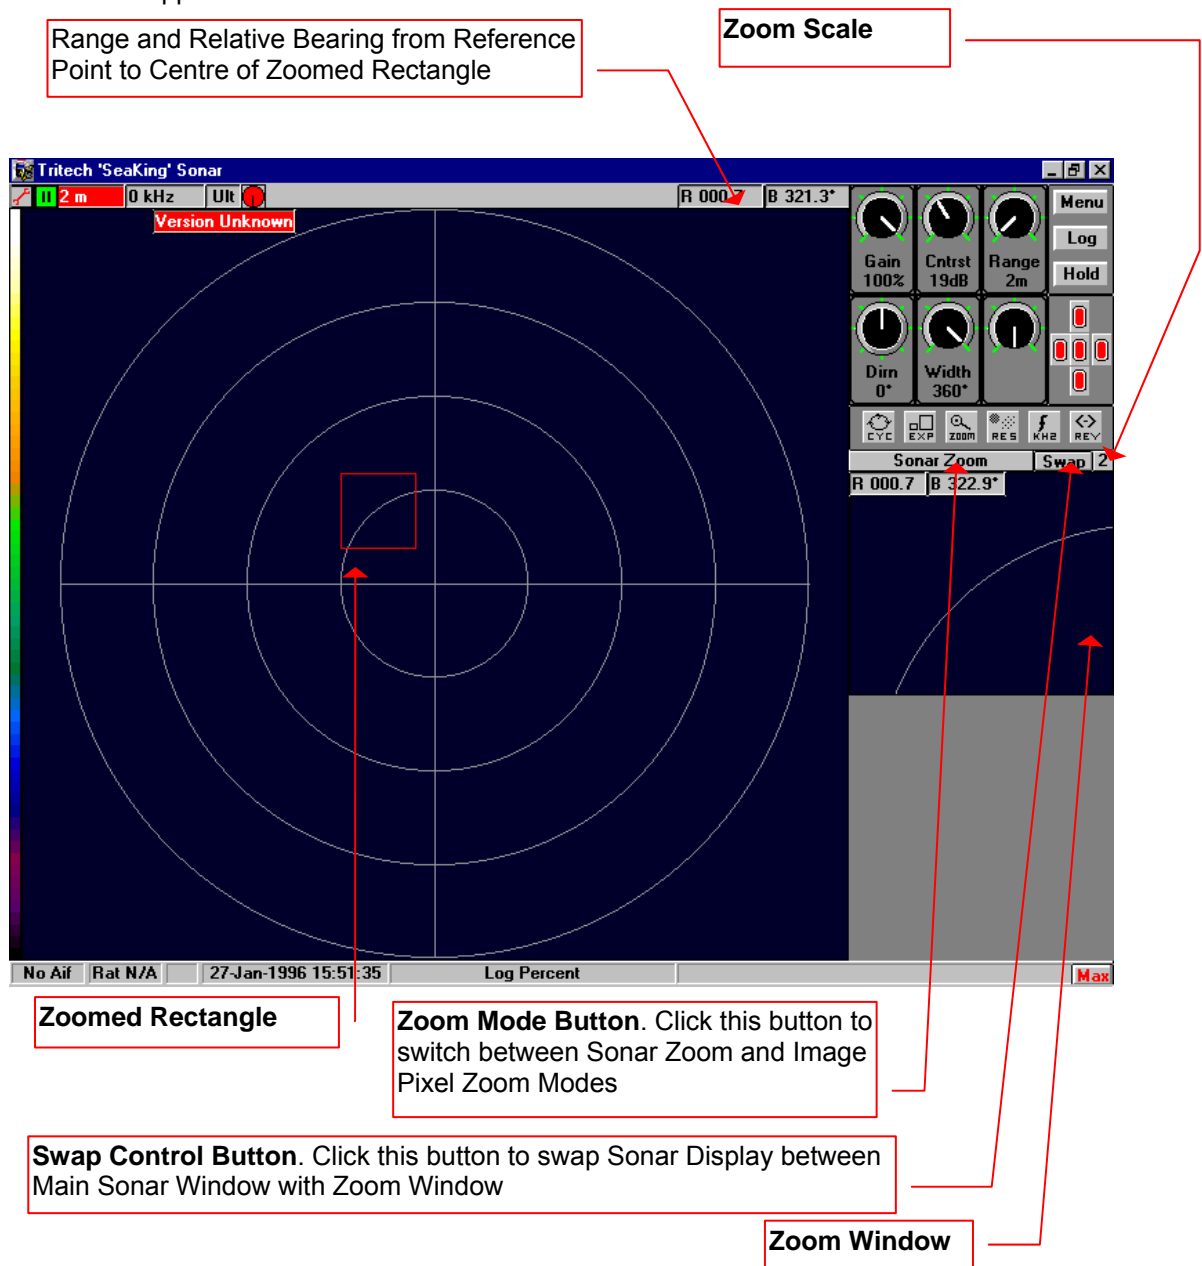 Range and Relative Bearing from Reference
Point to Centre of Zoomed Rectangle
Zoom Scale
Tritech 'SeaKing' Sonar
2 m 0 kHz Ult R 000.7 B 321.3°
Version Unknown
Menu
Log
Hold
Gain
100%
Cntrst
19dB
Range
2m
Dirn
0°
Width
360°
CYC EXP ZOOM RES KHZ REV
Sonar Zoom Swap 2
R 000.7 B 322.9°
No Aif Rat N/A 27-Jan-1996 15:51:35 Log Percent Max
Zoomed Rectangle
Zoom Mode Button. Click this button to
switch between Sonar Zoom and Image
Pixel Zoom Modes
Swap Control Button. Click this button to swap Sonar Display between
Main Sonar Window with Zoom Window
Zoom Window